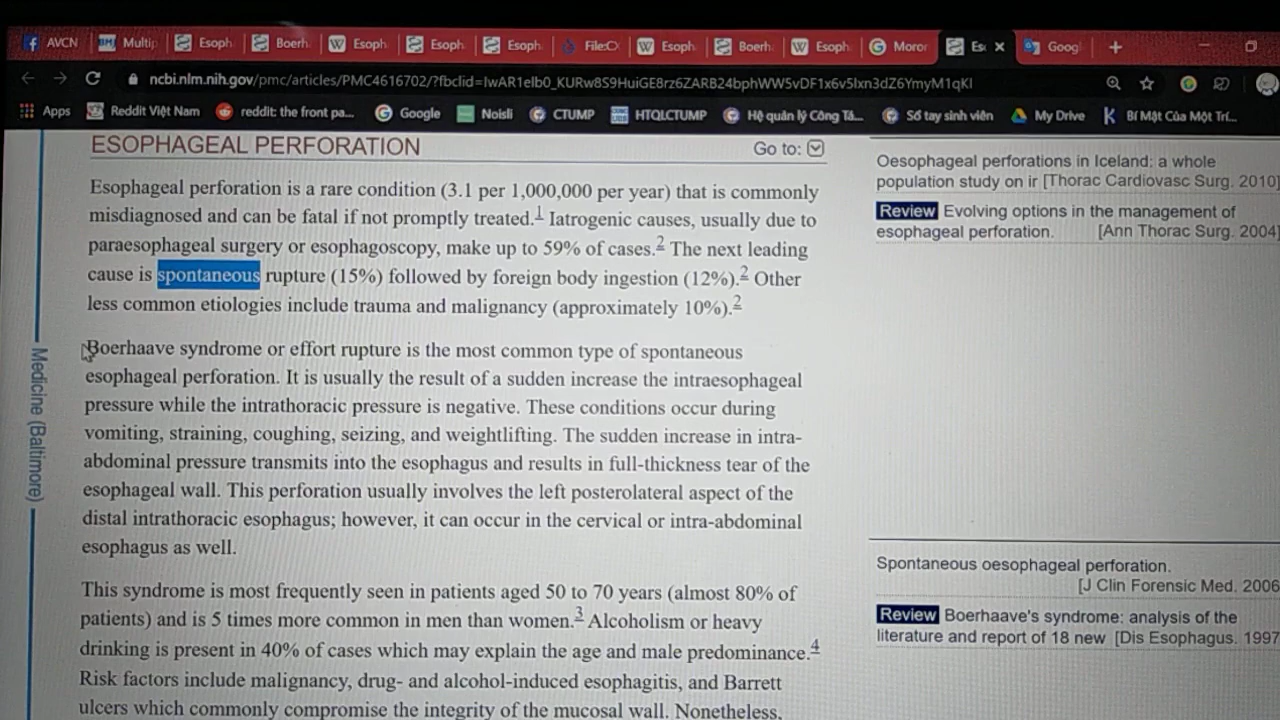 AVCN
Multip
Esoph
Boerh
Esoph
Esoph
Esoph
File:C
Esoph
Boerh
Esoph
Moror
Es
Googl
ncbi.nlm.nih.gov/pmc/articles/PMC4616702/?fbclid=IwAR1elb0_KURw8S9HuiGE8rz6ZARB24bphWW5vDF1x6v5lxn3dZ6YmyM1qKI
Apps
Reddit Việt Nam
reddit: the front pa...
Google
Noisli
CTUMP
HTQLCTUMP
Hệ quản lý Công Tá...
Sổ tay sinh viên
My Drive
Bí Mật Của Một Trí...
ESOPHAGEAL PERFORATION
Go to:
Esophageal perforation is a rare condition (3.1 per 1,000,000 per year) that is commonly
misdiagnosed and can be fatal if not promptly treated.1 Iatrogenic causes, usually due to
paraesophageal surgery or esophagoscopy, make up to 59% of cases.2 The next leading
cause is spontaneous rupture (15%) followed by foreign body ingestion (12%).2 Other
less common etiologies include trauma and malignancy (approximately 10%).2
Boerhaave syndrome or effort rupture is the most common type of spontaneous
esophageal perforation. It is usually the result of a sudden increase the intraesophageal
pressure while the intrathoracic pressure is negative. These conditions occur during
vomiting, straining, coughing, seizing, and weightlifting. The sudden increase in intra-
abdominal pressure transmits into the esophagus and results in full-thickness tear of the
esophageal wall. This perforation usually involves the left posterolateral aspect of the
distal intrathoracic esophagus; however, it can occur in the cervical or intra-abdominal
esophagus as well.
This syndrome is most frequently seen in patients aged 50 to 70 years (almost 80% of
patients) and is 5 times more common in men than women.3 Alcoholism or heavy
drinking is present in 40% of cases which may explain the age and male predominance.4
Risk factors include malignancy, drug- and alcohol-induced esophagitis, and Barrett
ulcers which commonly compromise the integrity of the mucosal wall. Nonetheless,
Medicine (Baltimore)
Oesophageal perforations in Iceland: a whole
population study on ir [Thorac Cardiovasc Surg. 2010]
Review Evolving options in the management of
esophageal perforation. [Ann Thorac Surg. 2004]
Spontaneous oesophageal perforation.
[J Clin Forensic Med. 2006
Review Boerhaave's syndrome: analysis of the
literature and report of 18 new [Dis Esophagus. 1997